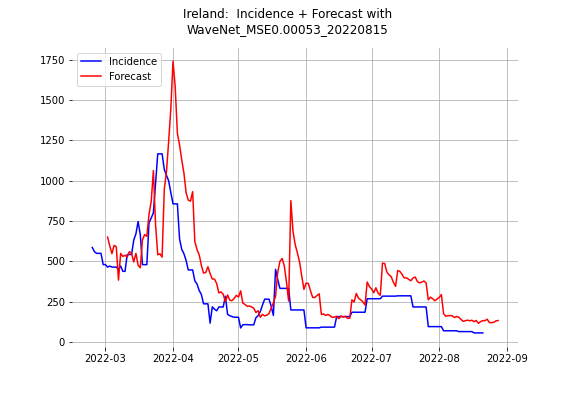 Ireland:  Incidence + Forecast with
WaveNet_MSE0.00053_20220815
Incidence
Forecast
1750
1500
1250
1000
750
500
250
0
2022-03 2022-04 2022-05 2022-06 2022-07 2022-08 2022-09